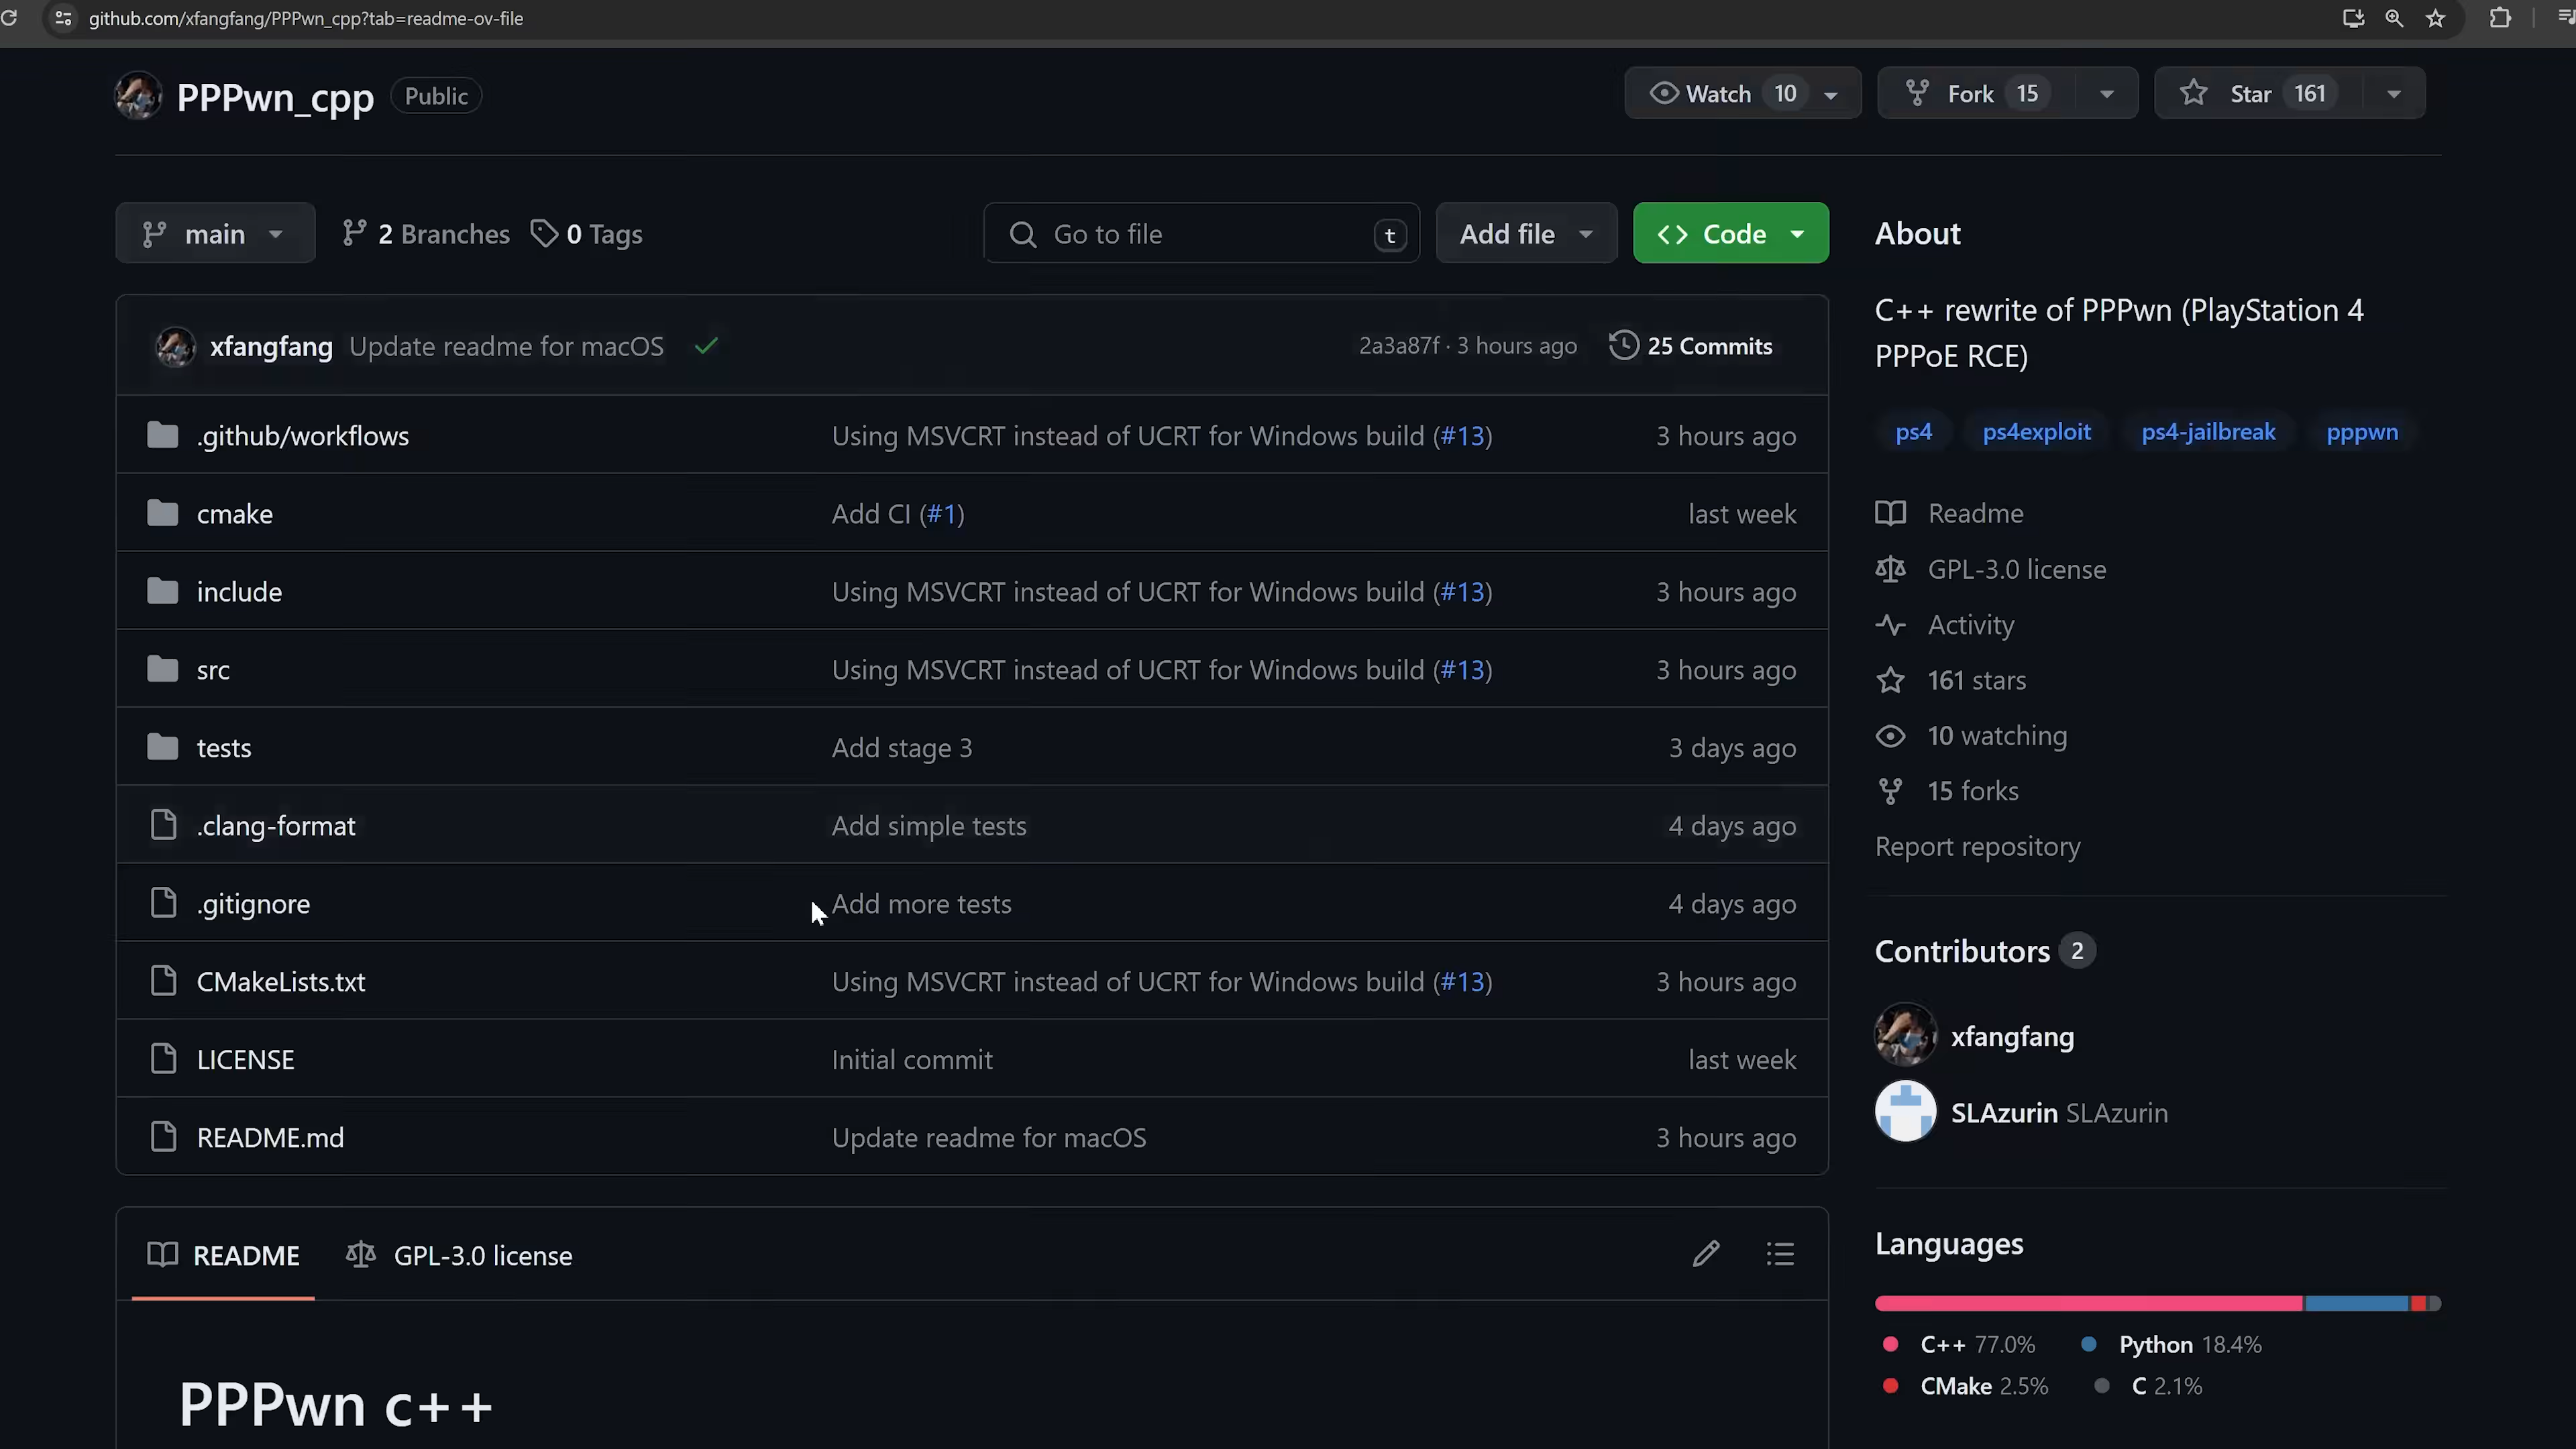 github.com/xfangfang/PPPwn_cpp?tab=readme-ov-file
PPPwn_cpp Public
Watch 10 Fork 15 Star 161
main 2 Branches 0 Tags Go to file t Add file Code
xfangfang Update readme for macOS 2a3a87f · 3 hours ago 25 Commits
.github/workflows Using MSVCRT instead of UCRT for Windows build (#13) 3 hours ago
cmake Add CI (#1) last week
include Using MSVCRT instead of UCRT for Windows build (#13) 3 hours ago
src Using MSVCRT instead of UCRT for Windows build (#13) 3 hours ago
tests Add stage 3 3 days ago
.clang-format Add simple tests 4 days ago
.gitignore Add more tests 4 days ago
CMakeLists.txt Using MSVCRT instead of UCRT for Windows build (#13) 3 hours ago
LICENSE Initial commit last week
README.md Update readme for macOS 3 hours ago
README GPL-3.0 license
PPPwn c++
About
C++ rewrite of PPPwn (PlayStation 4
PPPoE RCE)
ps4 ps4exploit ps4-jailbreak pppwn
Readme
GPL-3.0 license
Activity
161 stars
10 watching
15 forks
Report repository
Contributors 2
xfangfang
SLAzurin SLAzurin
Languages
C++ 77.0% Python 18.4%
CMake 2.5% C 2.1%